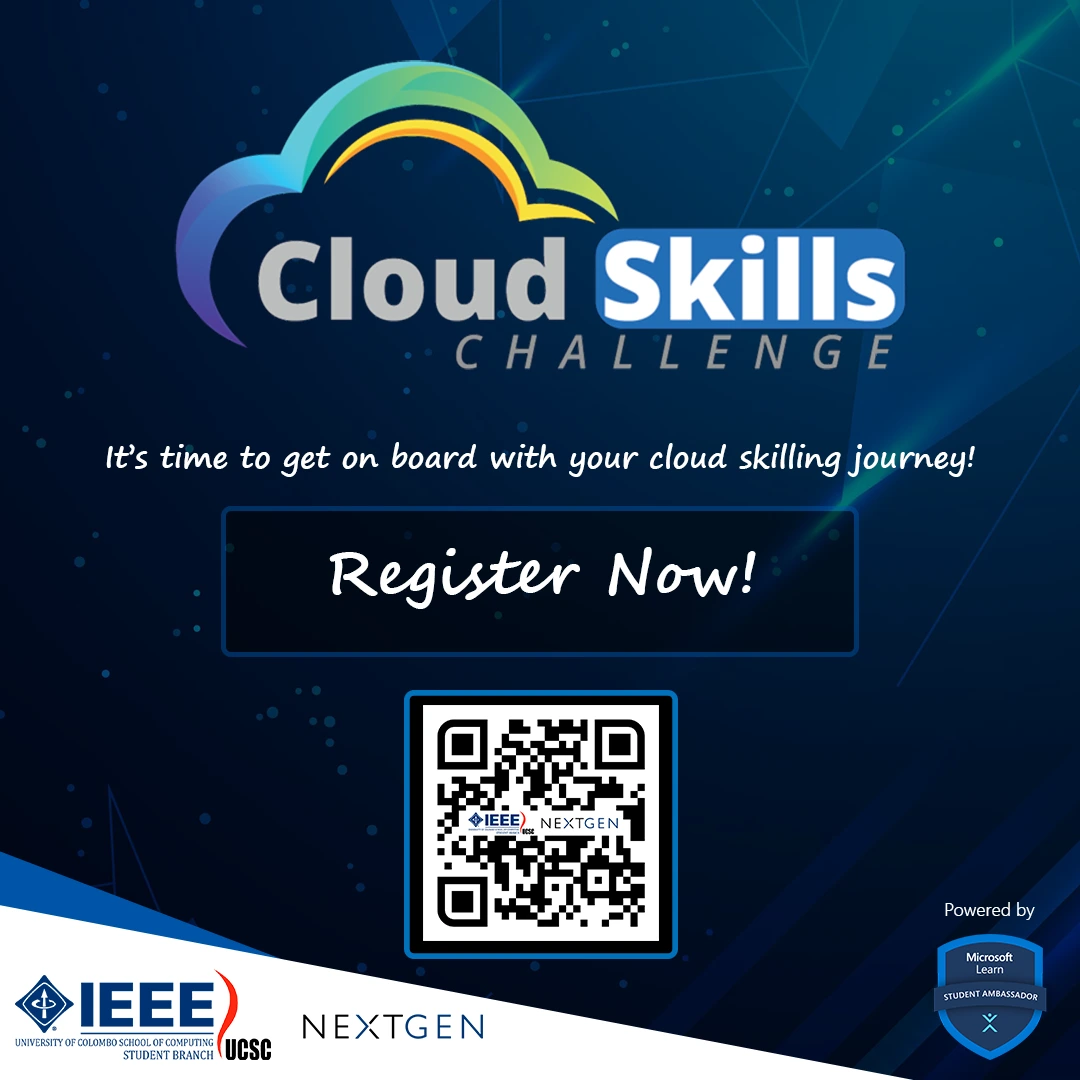 Cloud Skills
CHALLENGE
It's time to get on board with your cloud skilling journey!
Register Now!
IEEE
UCSC
NEXTGEN
Powered by
Microsoft
Learn
STUDENT AMBASSADOR
IEEE
UNIVERSITY OF COLOMBO SCHOOL OF COMPUTING
STUDENT BRANCH
UCSC
NEXTGEN